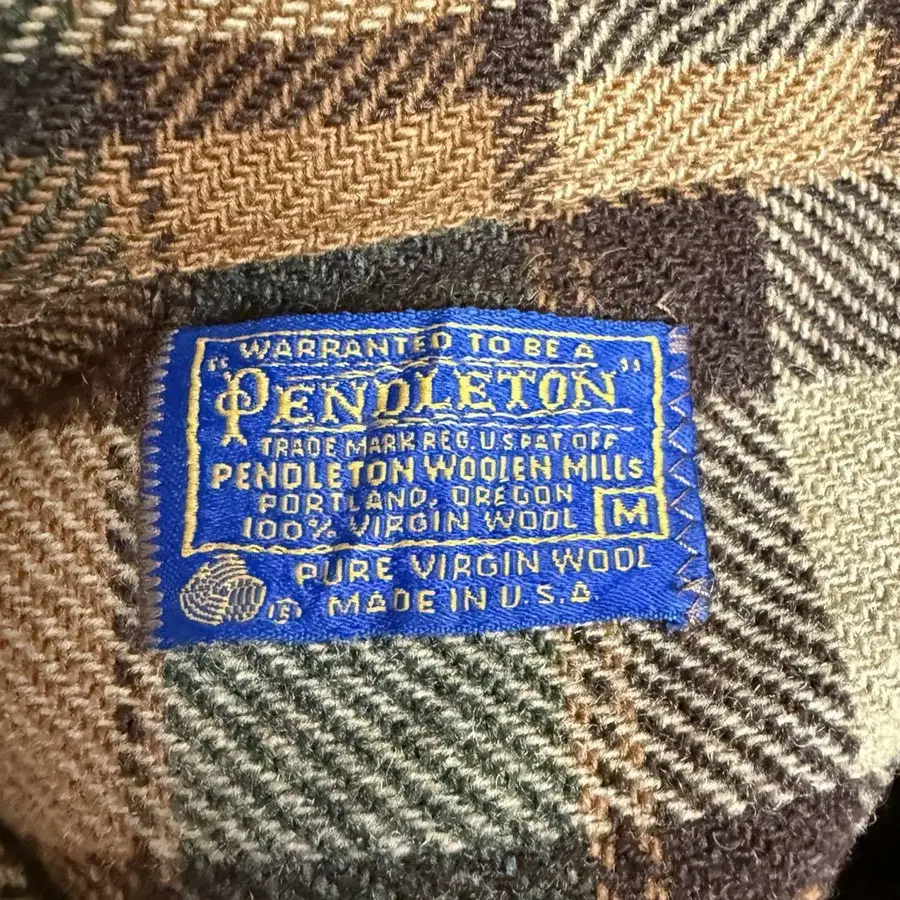 WARRANTED TO BE A
"PENDLETON"
TRADE MARK REG U.S. PAT OFF
PENDLETON WOOLEN MILLS
PORTLAND, OREGON
100% VIRGIN WOOL M
PURE VIRGIN WOOL
MADE IN U.S.A.